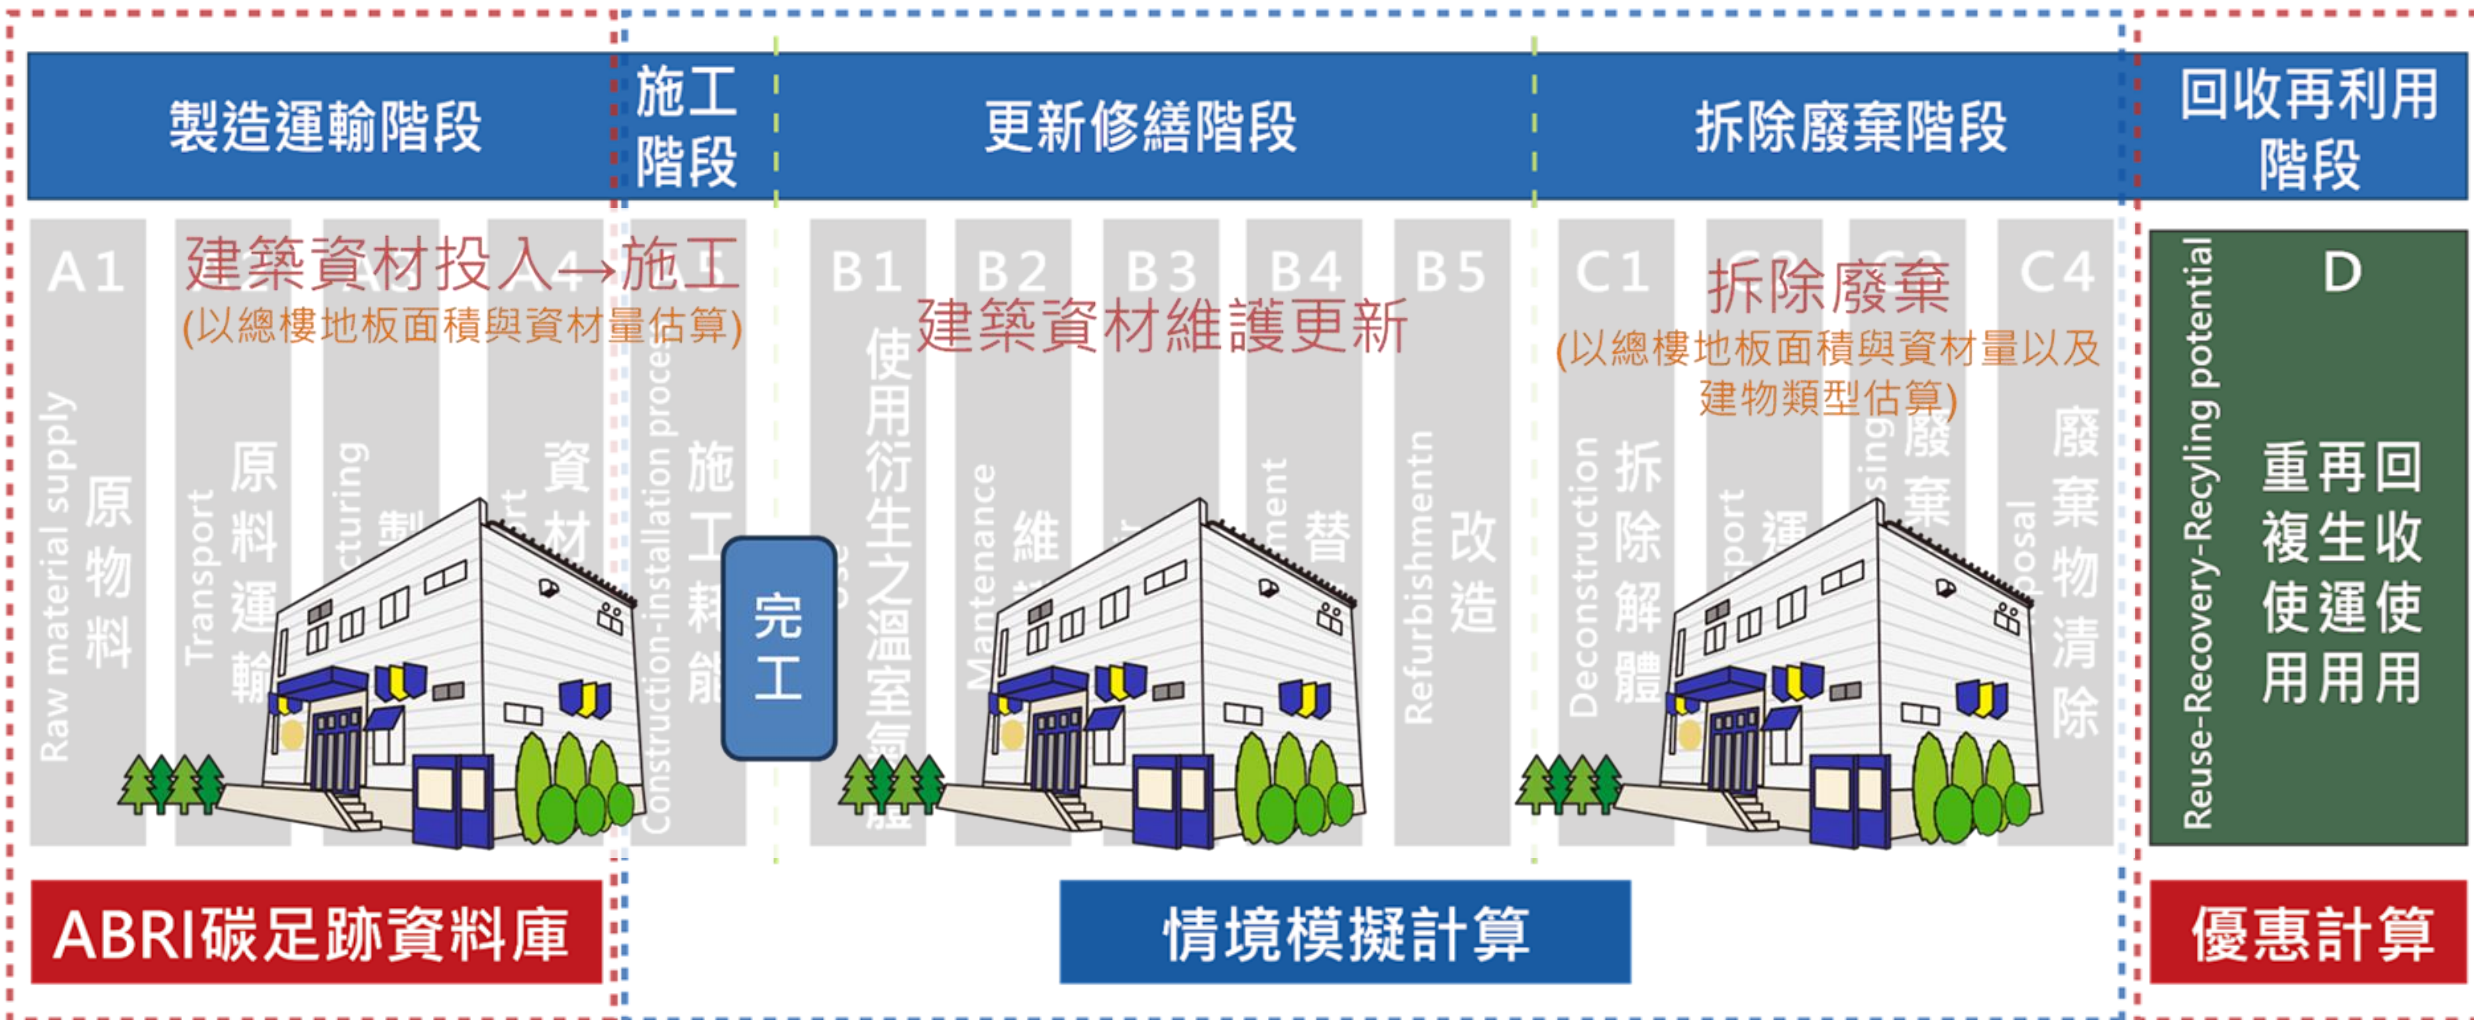 製造運輸階段
施工
階段
更新修繕階段
拆除廢棄階段
回收再利用
階段
建築資材投入→施工
(以總樓地板面積與資材量估算)
建築資材維護更新
拆除廢棄
(以總樓地板面積與資材量以及
建物類型估算)
A1
Raw material supply
原物料
Transport
原料運輸
A4
資材
A5
Construction-installation process
施工耗能
完工
B1
使用衍生之溫室氣體
B2
Mantenance
B3
B4
替
B5
Refurbishmentn
改造
C1
Deconstruction
拆除解體
運
廢棄
C4
廢棄物清除
D
Reuse-Recovery-Recyling potential
重複使用
再生運用
回收使用
ABRI碳足跡資料庫
情境模擬計算
優惠計算